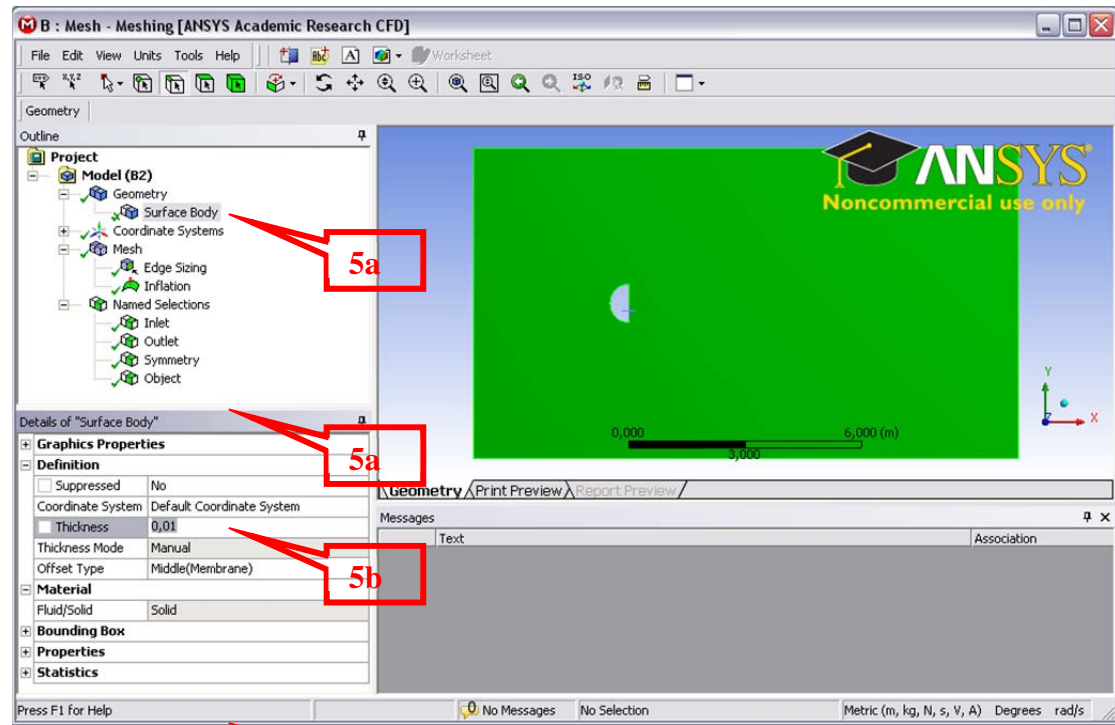 B : Mesh - Meshing [ANSYS Academic Research CFD]
File Edit View Units Tools Help Worksheet
Geometry
Outline
Project
Model (B2)
Geometry
Surface Body
Coordinate Systems
Mesh
Edge Sizing
Inflation
Named Selections
Inlet
Outlet
Symmetry
Object
5a
ANSYS
Noncommercial use only
Y
Z X
0,000 6,000 (m)
3,000
Details of "Surface Body"
Graphics Properties
Definition
Suppressed No
Coordinate System Default Coordinate System
Thickness 0,01
Thickness Mode Manual
Offset Type Middle(Membrane)
Material
Fluid/Solid Solid
Bounding Box
Properties
Statistics
5a
5b
Geometry Print Preview Report Preview
Messages
Text Association
Press F1 for Help 0 No Messages No Selection Metric (m, kg, N, s, V, A) Degrees rad/s